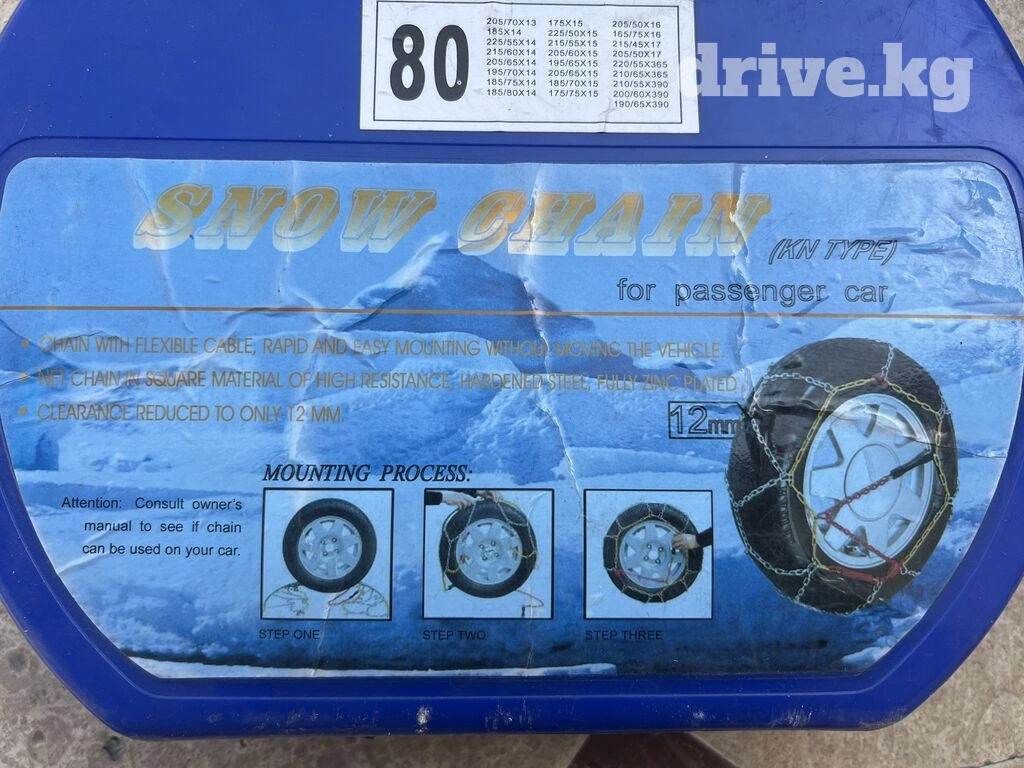 80
205/70X13 175X15 205/50X16
185X14 225/50X15 165/75X16
225/55X14 215/55X15 215/45X17
215/60X14 205/60X15 205/50X17
205/65X14 195/65X15 220/55X365
195/70X14 205/65X15 210/65X365
185/75X14 185/70X15 210/55X390
185/80X14 175/75X15 200/60X390
190/65X390
drive.kg
SNOW CHAIN
(KN TYPE)
for passenger car
• CHAIN WITH FLEXIBLE CABLE, RAPID AND EASY MOUNTING WITHOUT MOVING THE VEHICLE.
• NET CHAIN IN SQUARE MATERIAL OF HIGH RESISTANCE, HARDENED STEEL, FULLY ZINC PLATED
• CLEARANCE REDUCED TO ONLY 12 MM.
12mm
MOUNTING PROCESS:
Attention: Consult owner's
manual to see if chain
can be used on your car.
STEP ONE
STEP TWO
STEP THREE